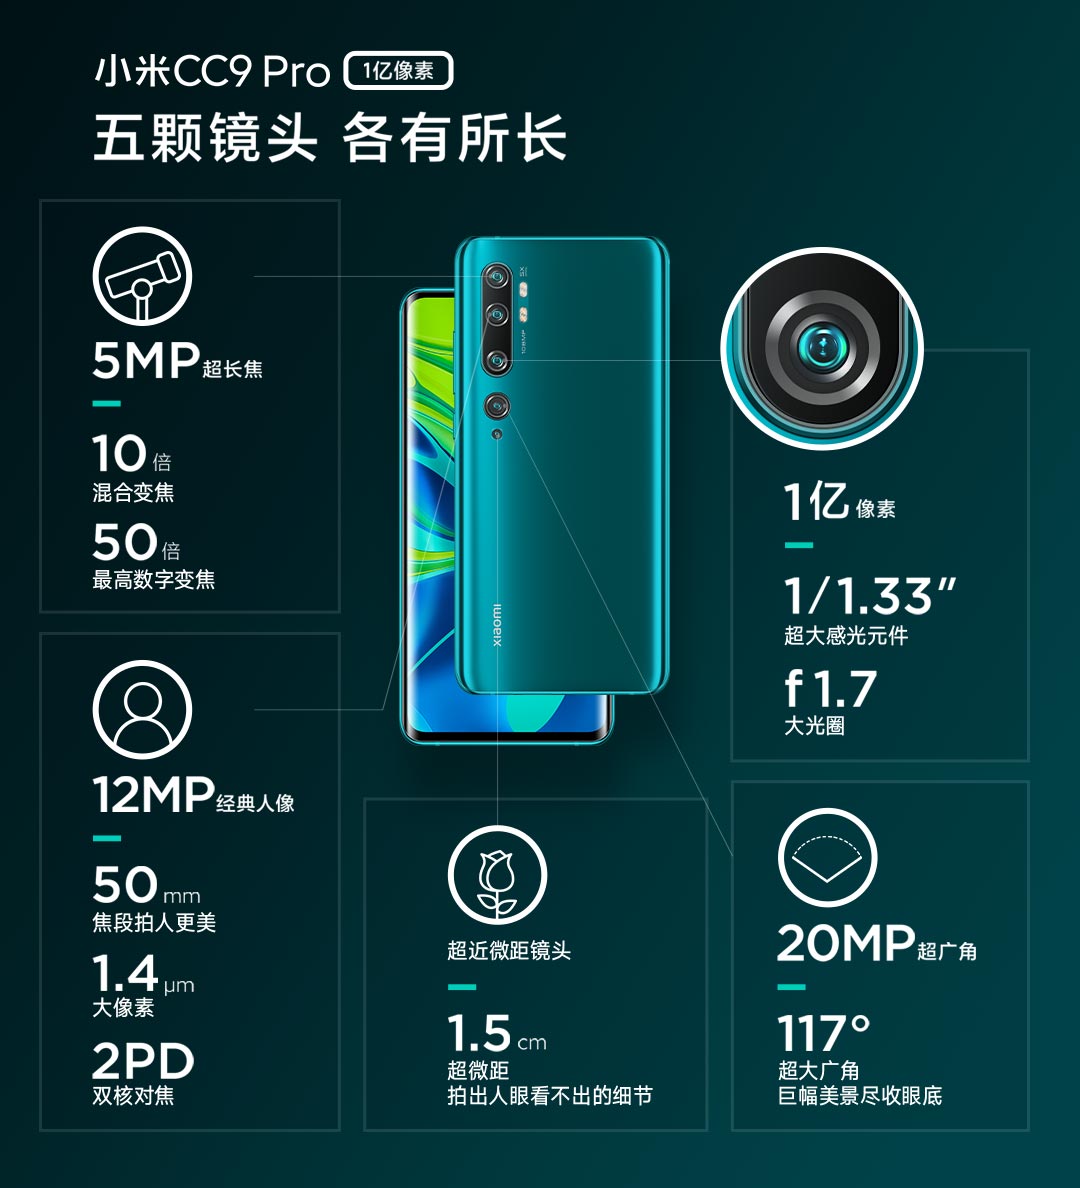 小米CC9 Pro 1亿像素
五颗镜头 各有所长
5MP超长焦
10倍
混合变焦
50倍
最高数字变焦
12MP经典人像
50mm
焦段拍人更美
1.4μm
大像素
2PD
双核对焦
5X
108MP
xiaomi
超近微距镜头
1.5cm
超微距
拍出人眼看不出的细节
1亿像素
1/1.33″
超大感光元件
f1.7
大光圈
20MP超广角
117°
超大广角
巨幅美景尽收眼底